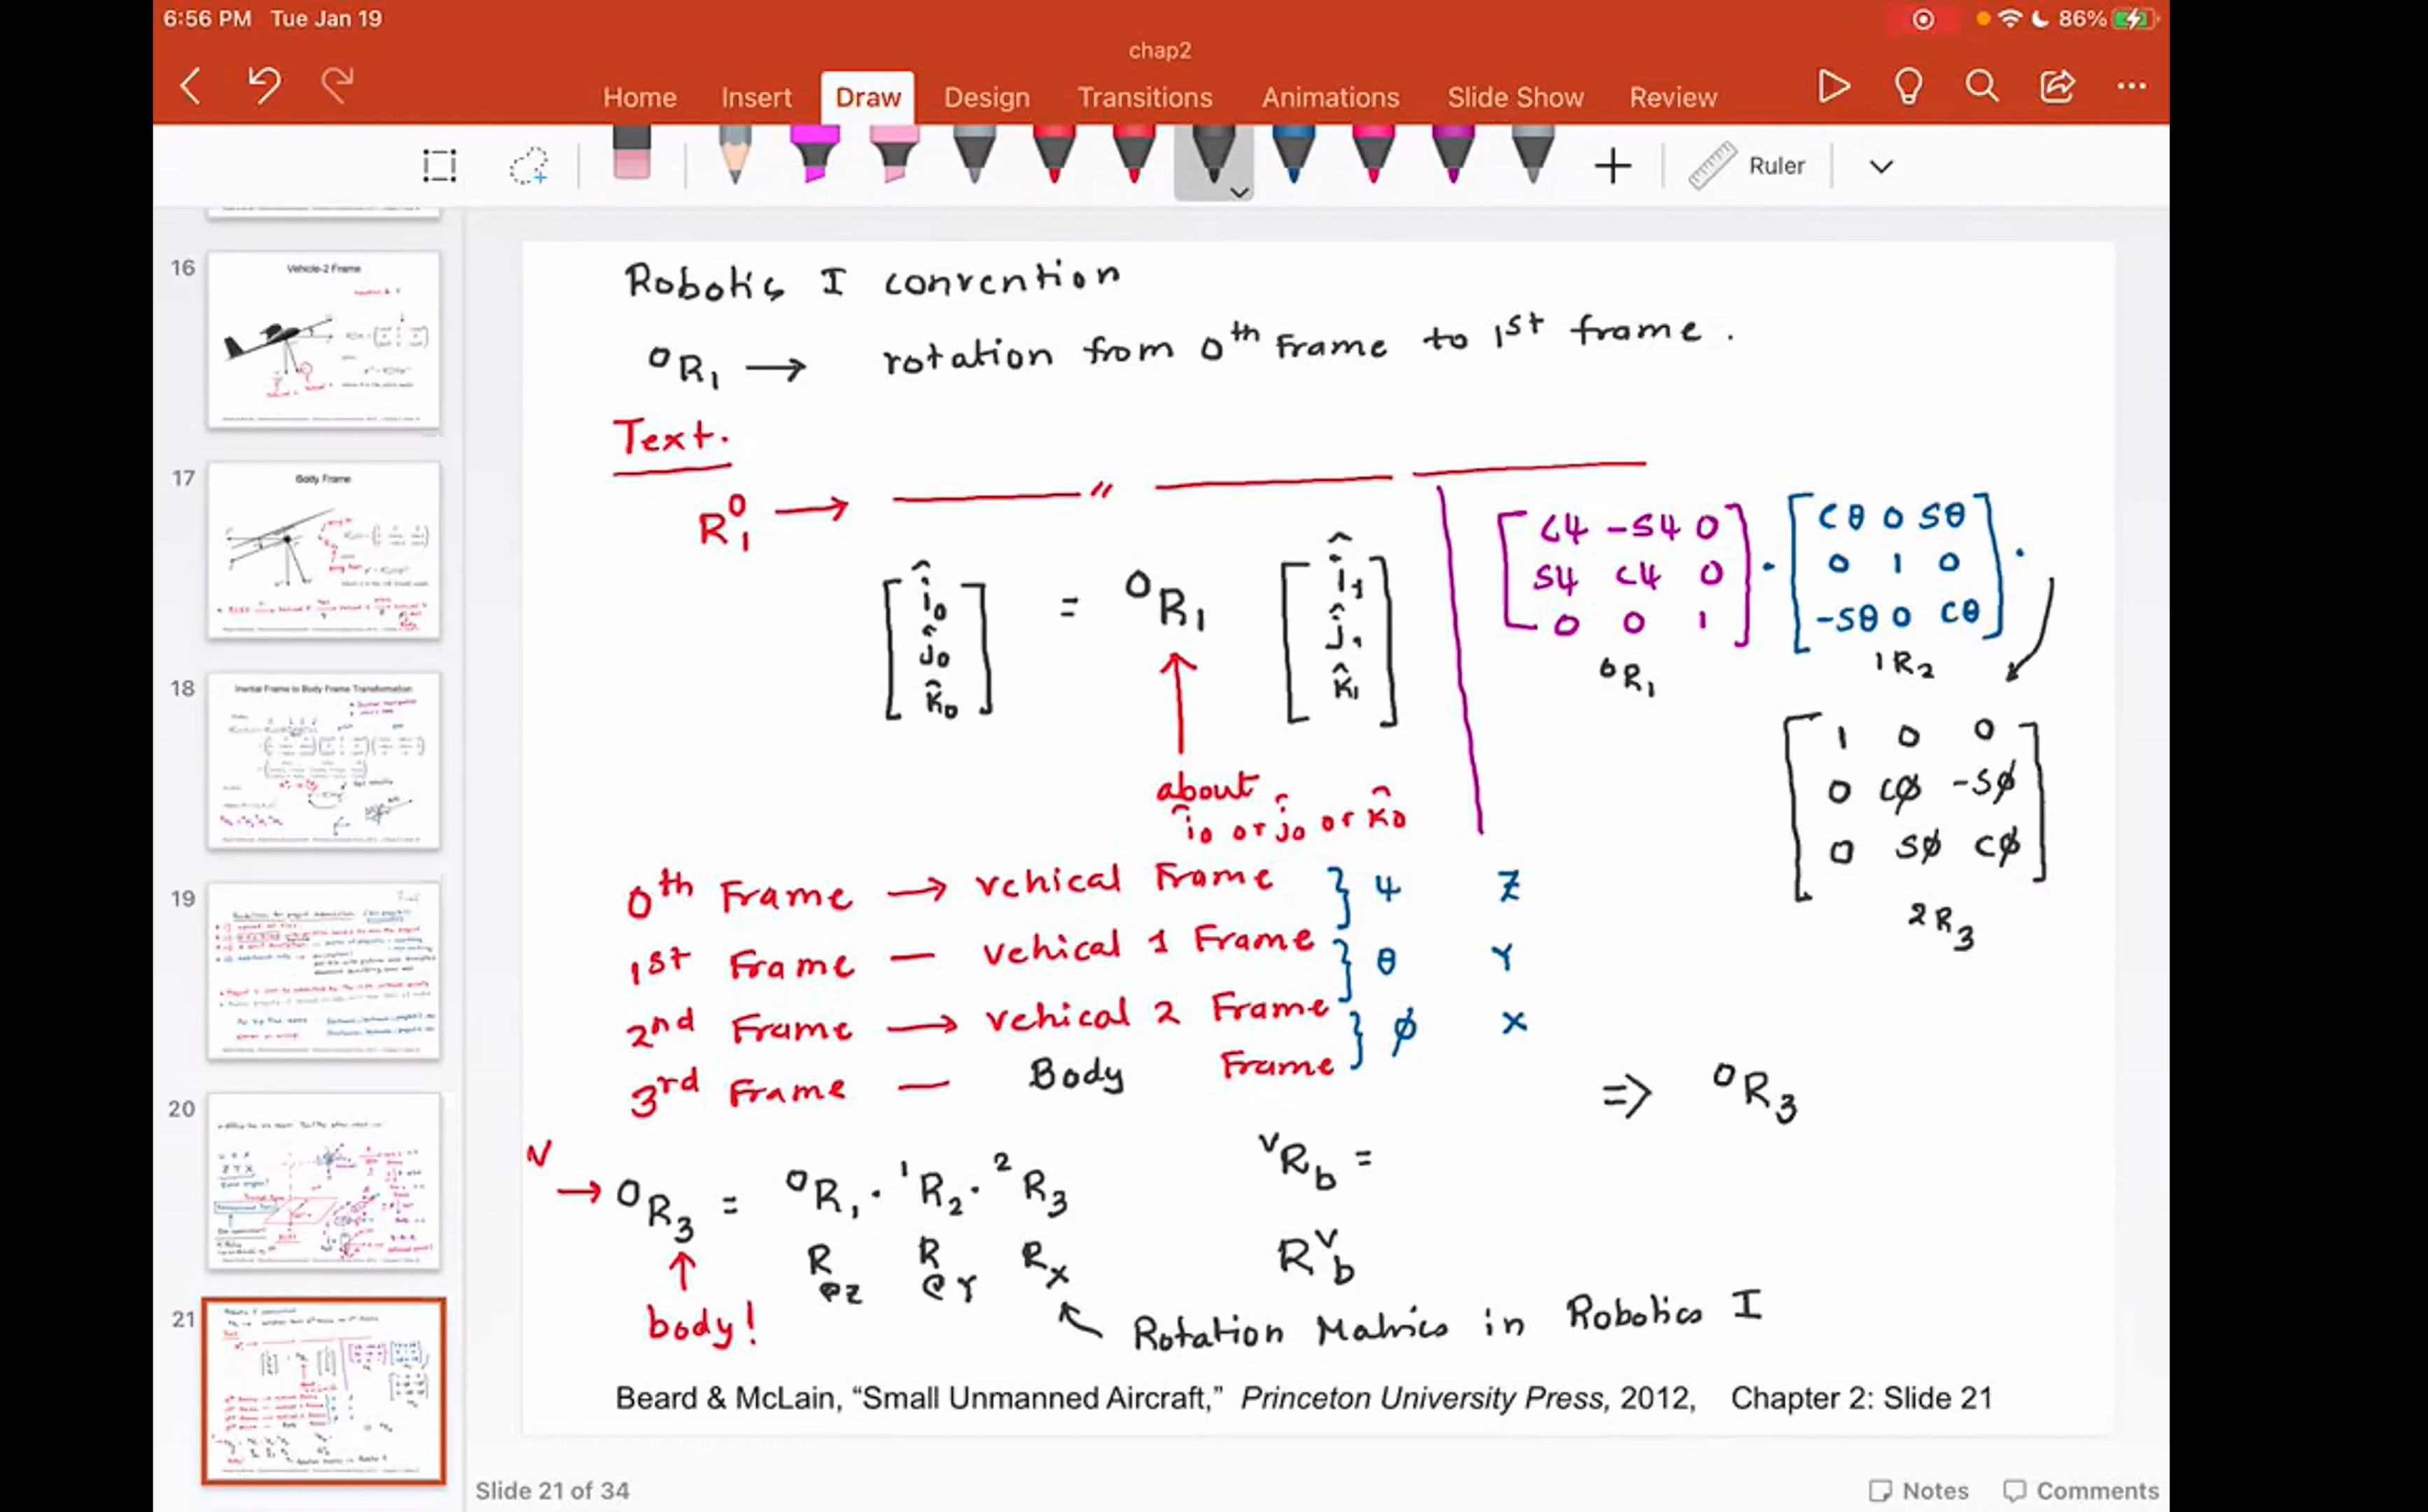 6:56 PM Tue Jan 19
86%
chap2
Home Insert Draw Design Transitions Animations Slide Show Review
Ruler
16
Vehicle-2 Frame
17
Body Frame
18
Inertial Frame to Body Frame Transformation
19
20
21
Robotics I convention
⁰R₁ → rotation from 0th Frame to 1st frame.
Text.
R₁⁰ → ——— " ——— ———
[ î₀ ĵ₀ k̂₀ ] = ⁰R₁ [ î₁ ĵ₁ k̂₁ ]
about
î₀ or ĵ₀ or k̂₀
[ cψ -sψ 0 ] · [ cθ 0 sθ ] ·
[ sψ cψ 0 ] [ 0 1 0 ]
[ 0 0 1 ] [ -sθ 0 cθ ]
⁰R₁ ¹R₂
[ 1 0 0 ]
[ 0 cφ -sφ ]
[ 0 sφ cφ ]
²R₃
0th Frame → vehical Frame } ψ Z
1st Frame — vehical 1 Frame } θ Y
2nd Frame → vehical 2 Frame } φ X
3rd Frame — Body Frame
⇒ ⁰R₃
v → ⁰R₃ = ⁰R₁ · ¹R₂ · ²R₃
↑ body!
R@Z R@Y Rx
ᵛR_b =
R_b^v
↖ Rotation Matrics in Robotics I
Beard & McLain, “Small Unmanned Aircraft,” Princeton University Press, 2012, Chapter 2: Slide 21
Slide 21 of 34
Notes Comments